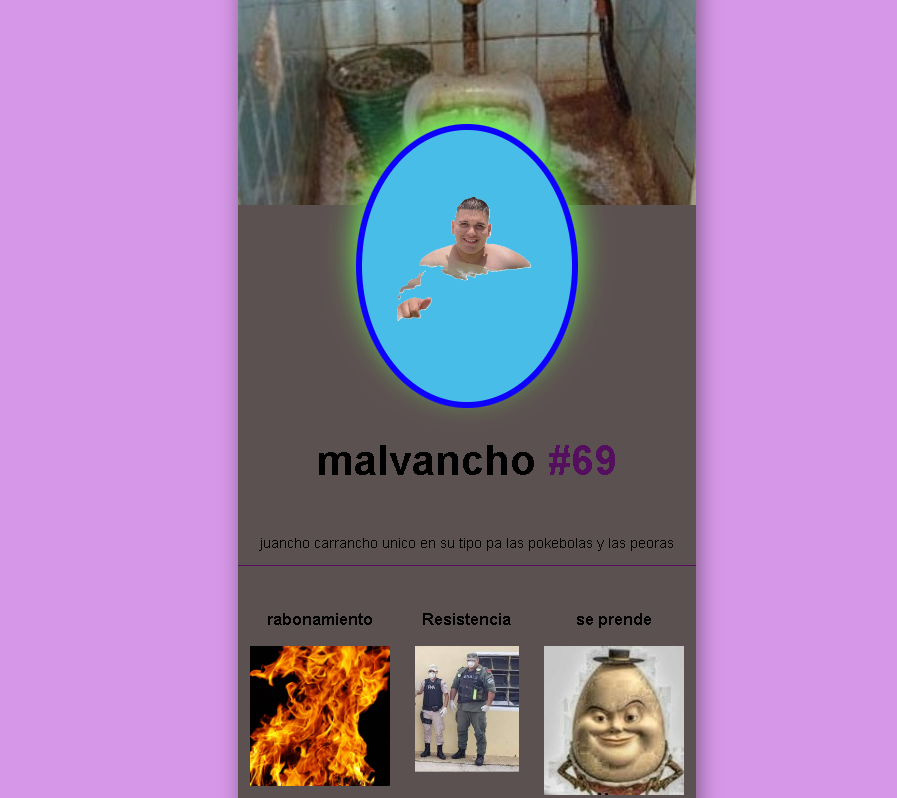 malvancho #69
juancho carrancho unico en su tipo pa las pokebolas y las peoras
rabonamiento Resistencia se prende